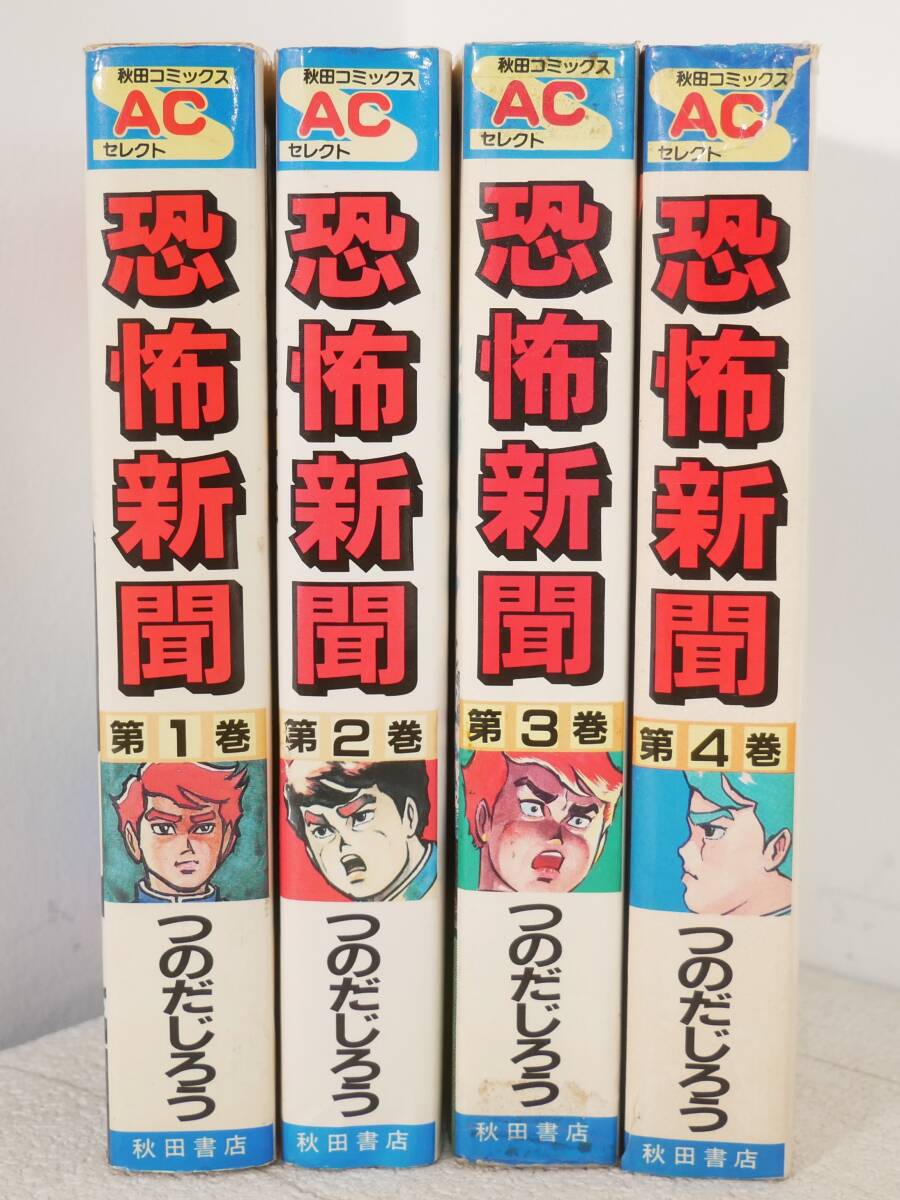 秋田コミックス
AC
セレクト
恐怖新聞
第1巻
つのだじろう
秋田書店
秋田コミックス
AC
セレクト
恐怖新聞
第2巻
つのだじろう
秋田書店
秋田コミックス
AC
セレクト
恐怖新聞
第3巻
つのだじろう
秋田書店
秋田コミックス
AC
セレクト
恐怖新聞
第4巻
つのだじろう
秋田書店